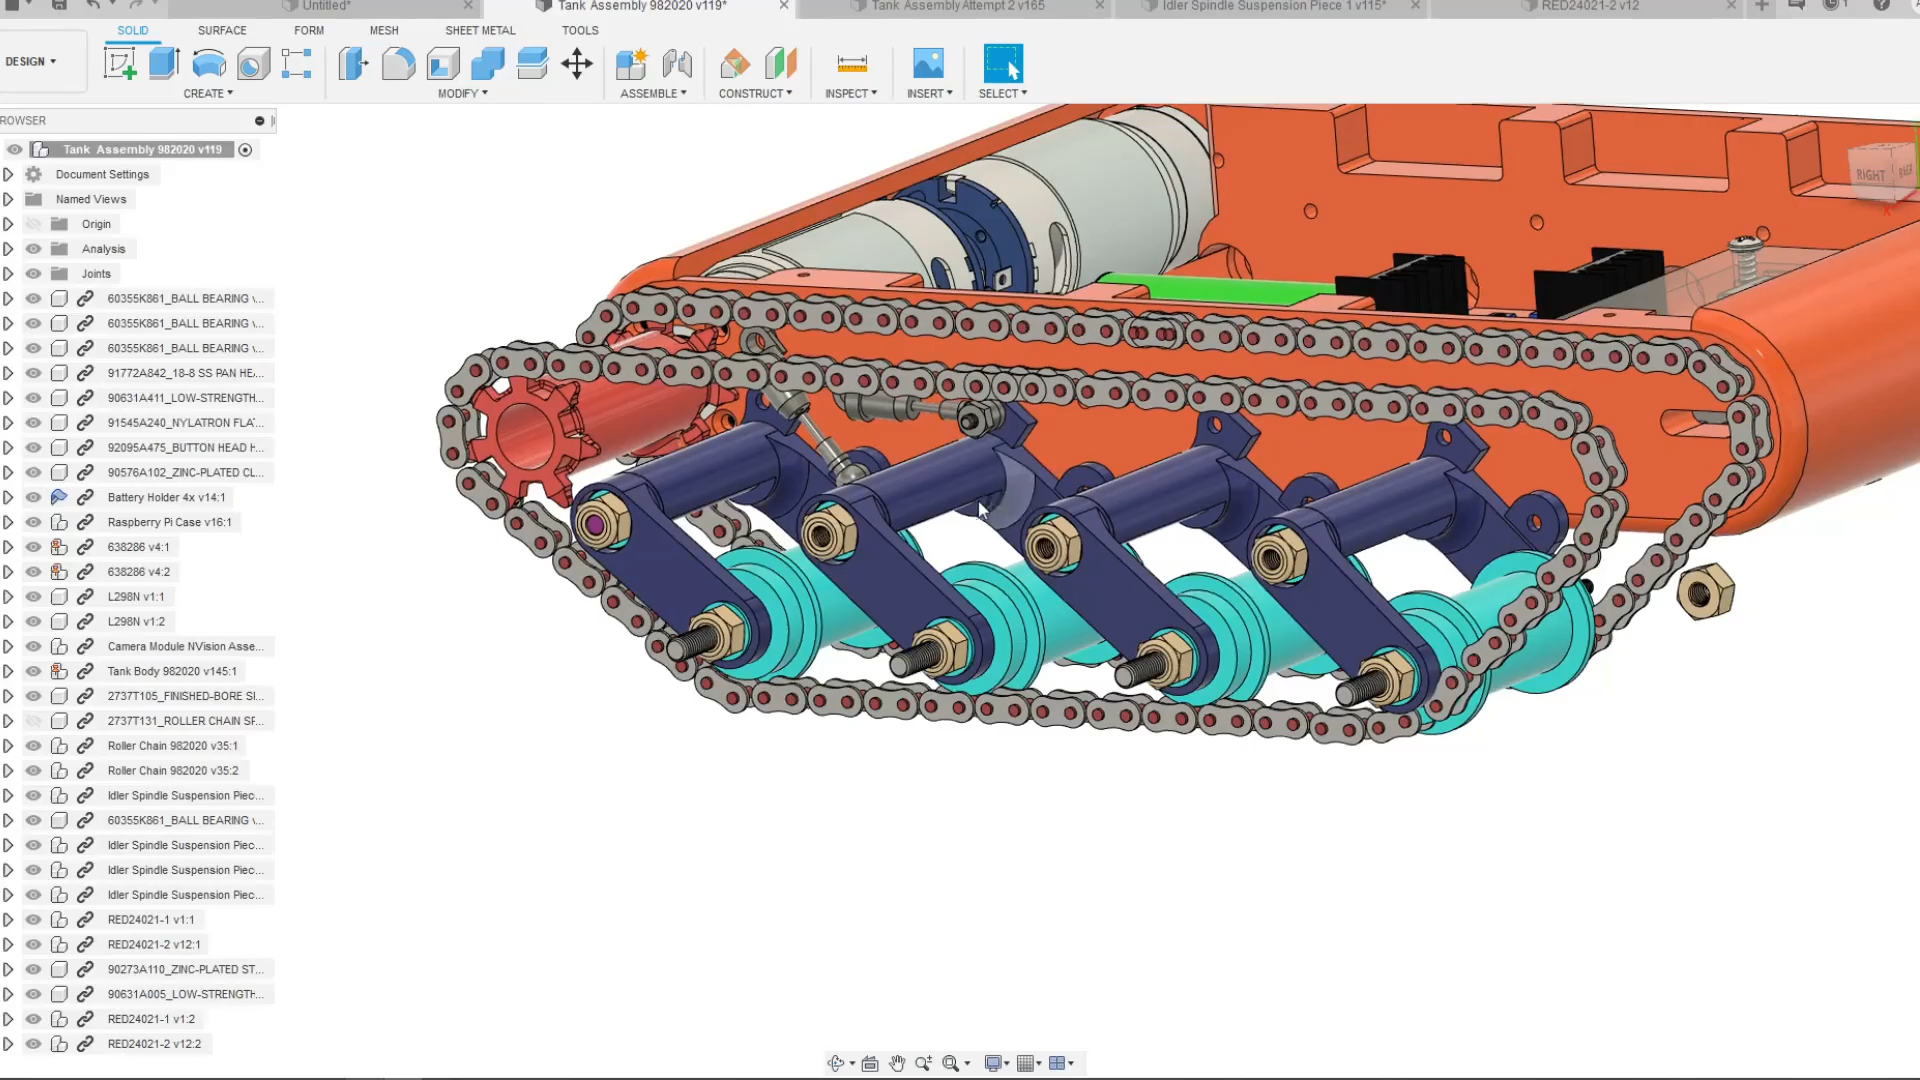 Untitled*
Tank Assembly 982020 v119*
Tank Assembly Attempt 2 v165
Idler Spindle Suspension Piece 1 v115*
RED24021-2 v12
1
SOLID
SURFACE
FORM
MESH
SHEET METAL
TOOLS
DESIGN
CREATE
MODIFY
ASSEMBLE
CONSTRUCT
INSPECT
INSERT
SELECT
ROWSER
Tank Assembly 982020 v119
Document Settings
Named Views
Origin
Analysis
Joints
60355K861_BALL BEARING v...
60355K861_BALL BEARING v...
60355K861_BALL BEARING v...
91772A842_18-8 SS PAN HE...
90631A411_LOW-STRENGTH...
91545A240_NYLATRON FLA...
92095A475_BUTTON HEAD H...
90576A102_ZINC-PLATED CL...
Battery Holder 4x v14:1
Raspberry Pi Case v16:1
638286 v4:1
638286 v4:2
L298N v1:1
L298N v1:2
Camera Module NVision Asse...
Tank Body 982020 v145:1
2737T105_FINISHED-BORE SI...
2737T131_ROLLER CHAIN SF...
Roller Chain 982020 v35:1
Roller Chain 982020 v35:2
Idler Spindle Suspension Piec...
60355K861_BALL BEARING v...
Idler Spindle Suspension Piec...
Idler Spindle Suspension Piec...
Idler Spindle Suspension Piec...
RED24021-1 v1:1
RED24021-2 v12:1
90273A110_ZINC-PLATED ST...
90631A005_LOW-STRENGTH...
RED24021-1 v1:2
RED24021-2 v12:2
RIGHT
BACK
X